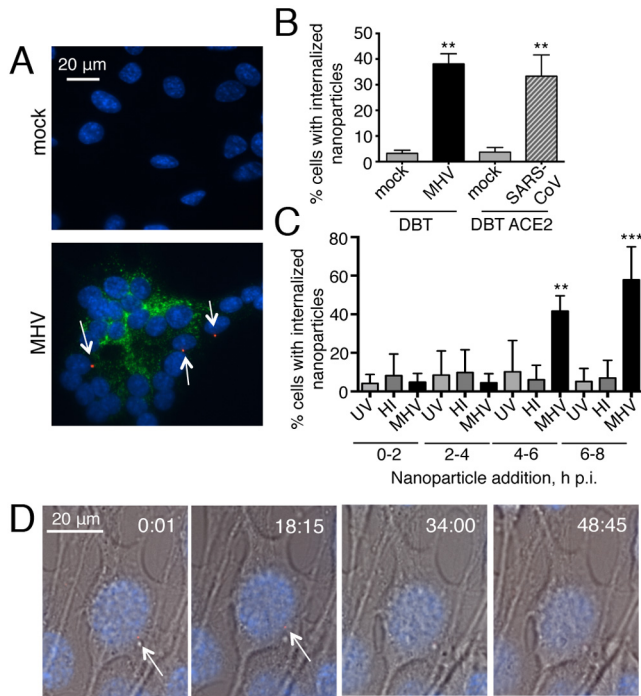 A
20 µm
mock
MHV
B
% cells with internalized
nanoparticles
50
40
30
20
10
0
**
**
mock
MHV
mock
SARS-
CoV
DBT
DBT ACE2
C
% cells with internalized
nanoparticles
80
60
40
20
0
**
***
UV
HI
MHV
UV
HI
MHV
UV
HI
MHV
UV
HI
MHV
0-2
2-4
4-6
6-8
Nanoparticle addition, h p.i.
D
20 µm
0:01
18:15
34:00
48:45